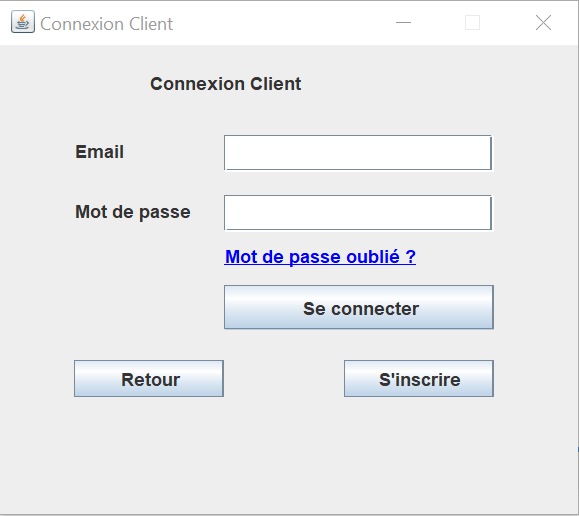 Connexion Client
Connexion Client
Email
Mot de passe
Mot de passe oublié ?
Se connecter
Retour
S'inscrire